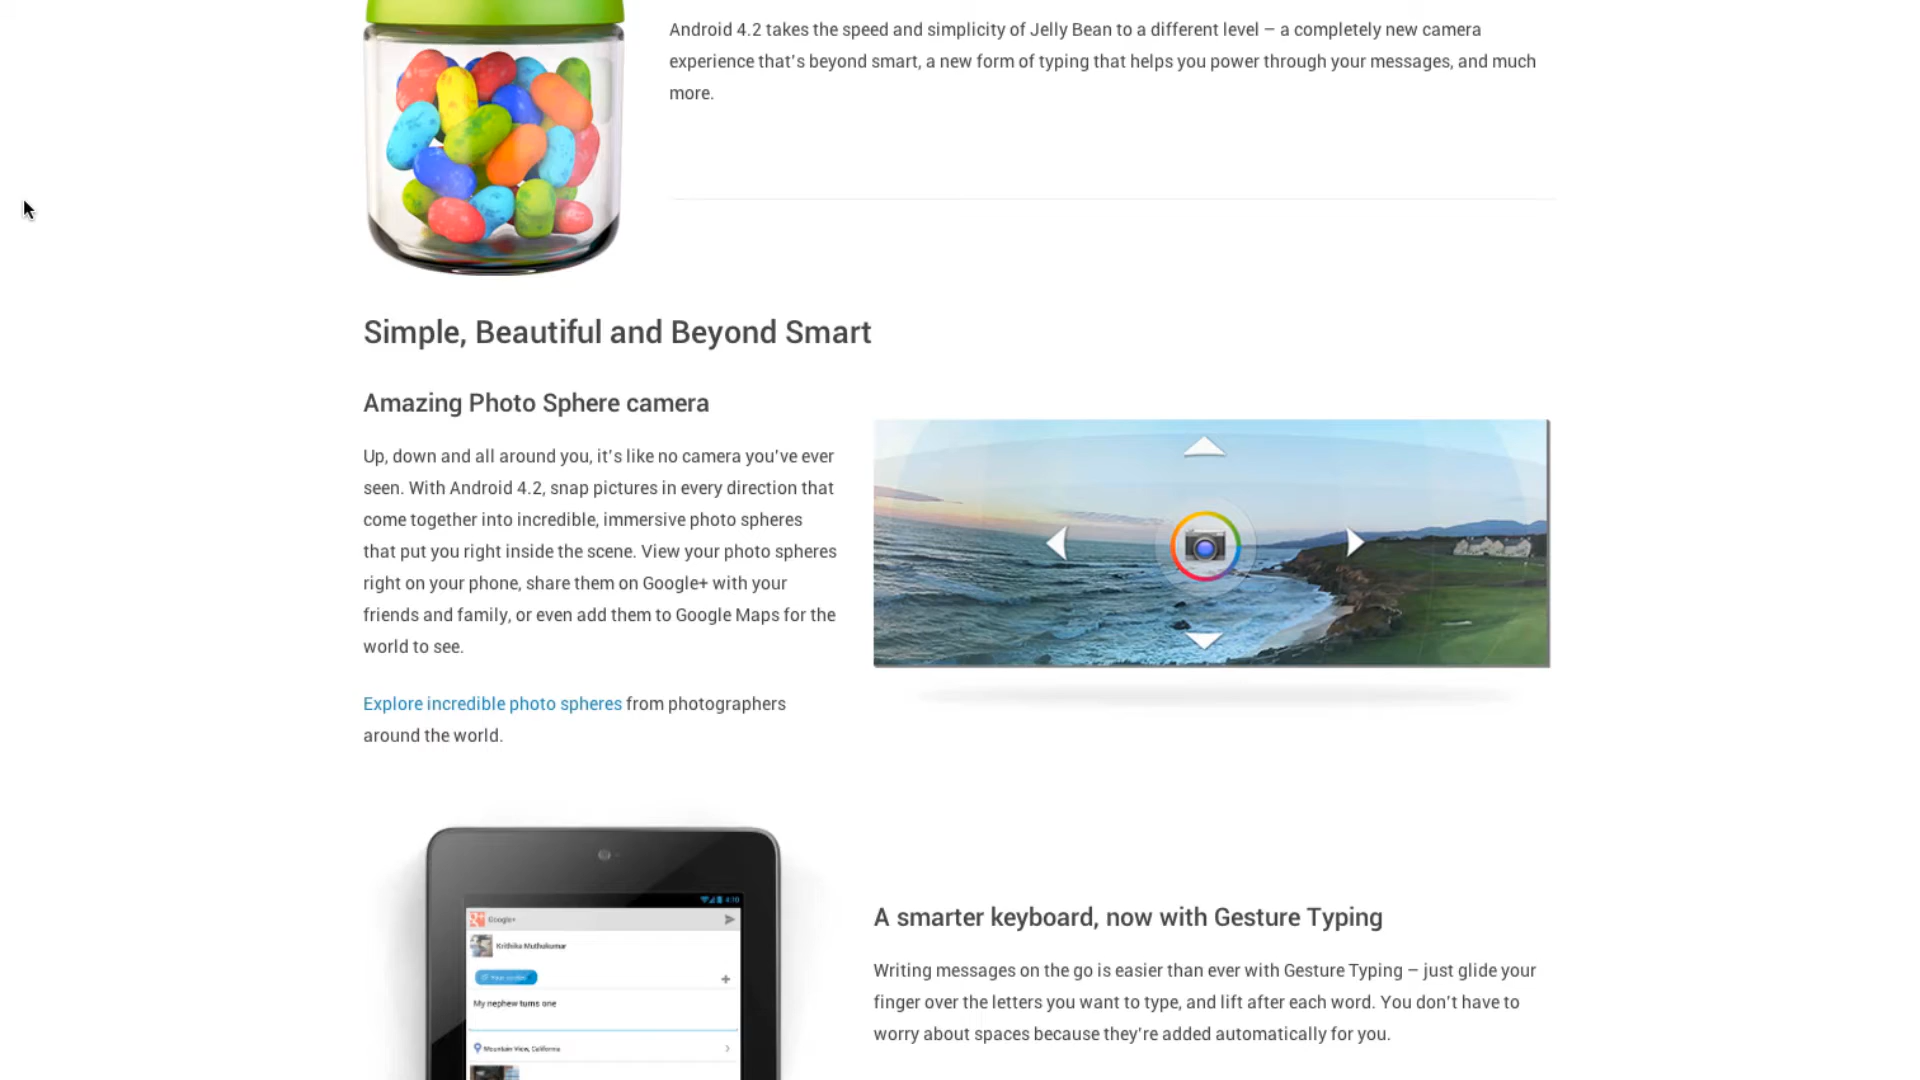 Android 4.2 takes the speed and simplicity of Jelly Bean to a different level – a completely new camera
experience that's beyond smart, a new form of typing that helps you power through your messages, and much
more.
Simple, Beautiful and Beyond Smart
Amazing Photo Sphere camera
Up, down and all around you, it's like no camera you've ever
seen. With Android 4.2, snap pictures in every direction that
come together into incredible, immersive photo spheres
that put you right inside the scene. View your photo spheres
right on your phone, share them on Google+ with your
friends and family, or even add them to Google Maps for the
world to see.
Explore incredible photo spheres from photographers
around the world.
4:10
Google+
Krithika Muthukumar
My nephew turns one
Mountain View, California
A smarter keyboard, now with Gesture Typing
Writing messages on the go is easier than ever with Gesture Typing – just glide your
finger over the letters you want to type, and lift after each word. You don't have to
worry about spaces because they're added automatically for you.